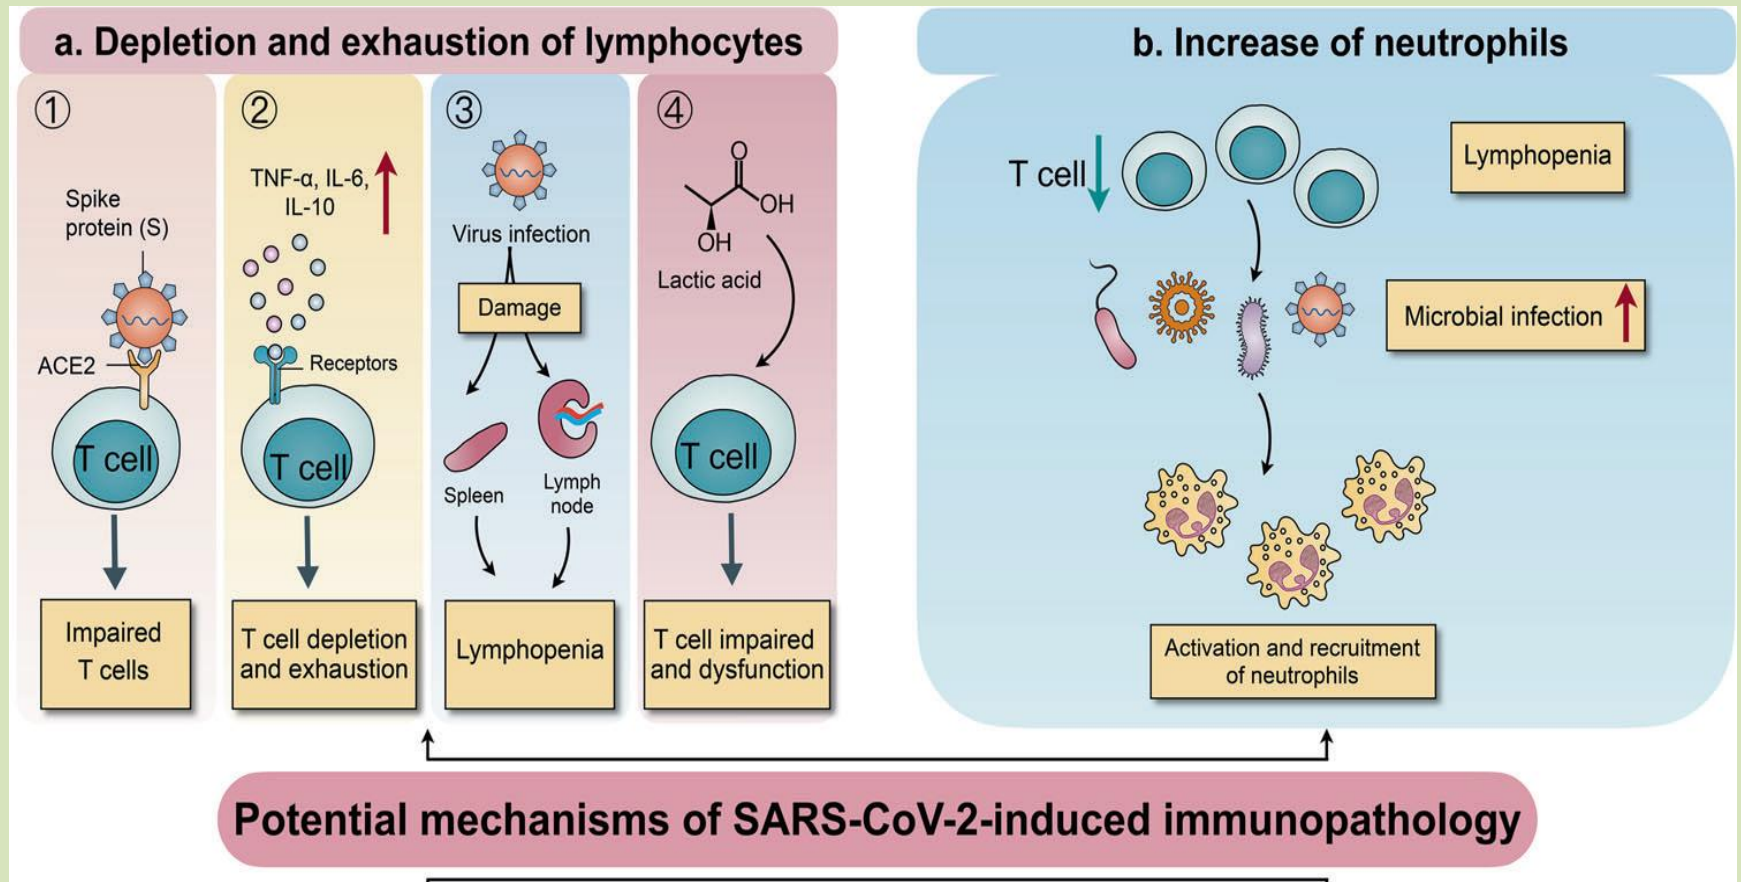 a. Depletion and exhaustion of lymphocytes
①
Spike
protein (S)
ACE2
T cell
Impaired
T cells
②
TNF-α, IL-6,
IL-10
Receptors
T cell
T cell depletion
and exhaustion
③
Virus infection
Damage
Spleen
Lymph
node
Lymphopenia
④
O
OH
OH
Lactic acid
T cell
T cell impaired
and dysfunction
b. Increase of neutrophils
T cell
Lymphopenia
Microbial infection
Activation and recruitment
of neutrophils
Potential mechanisms of SARS-CoV-2-induced immunopathology